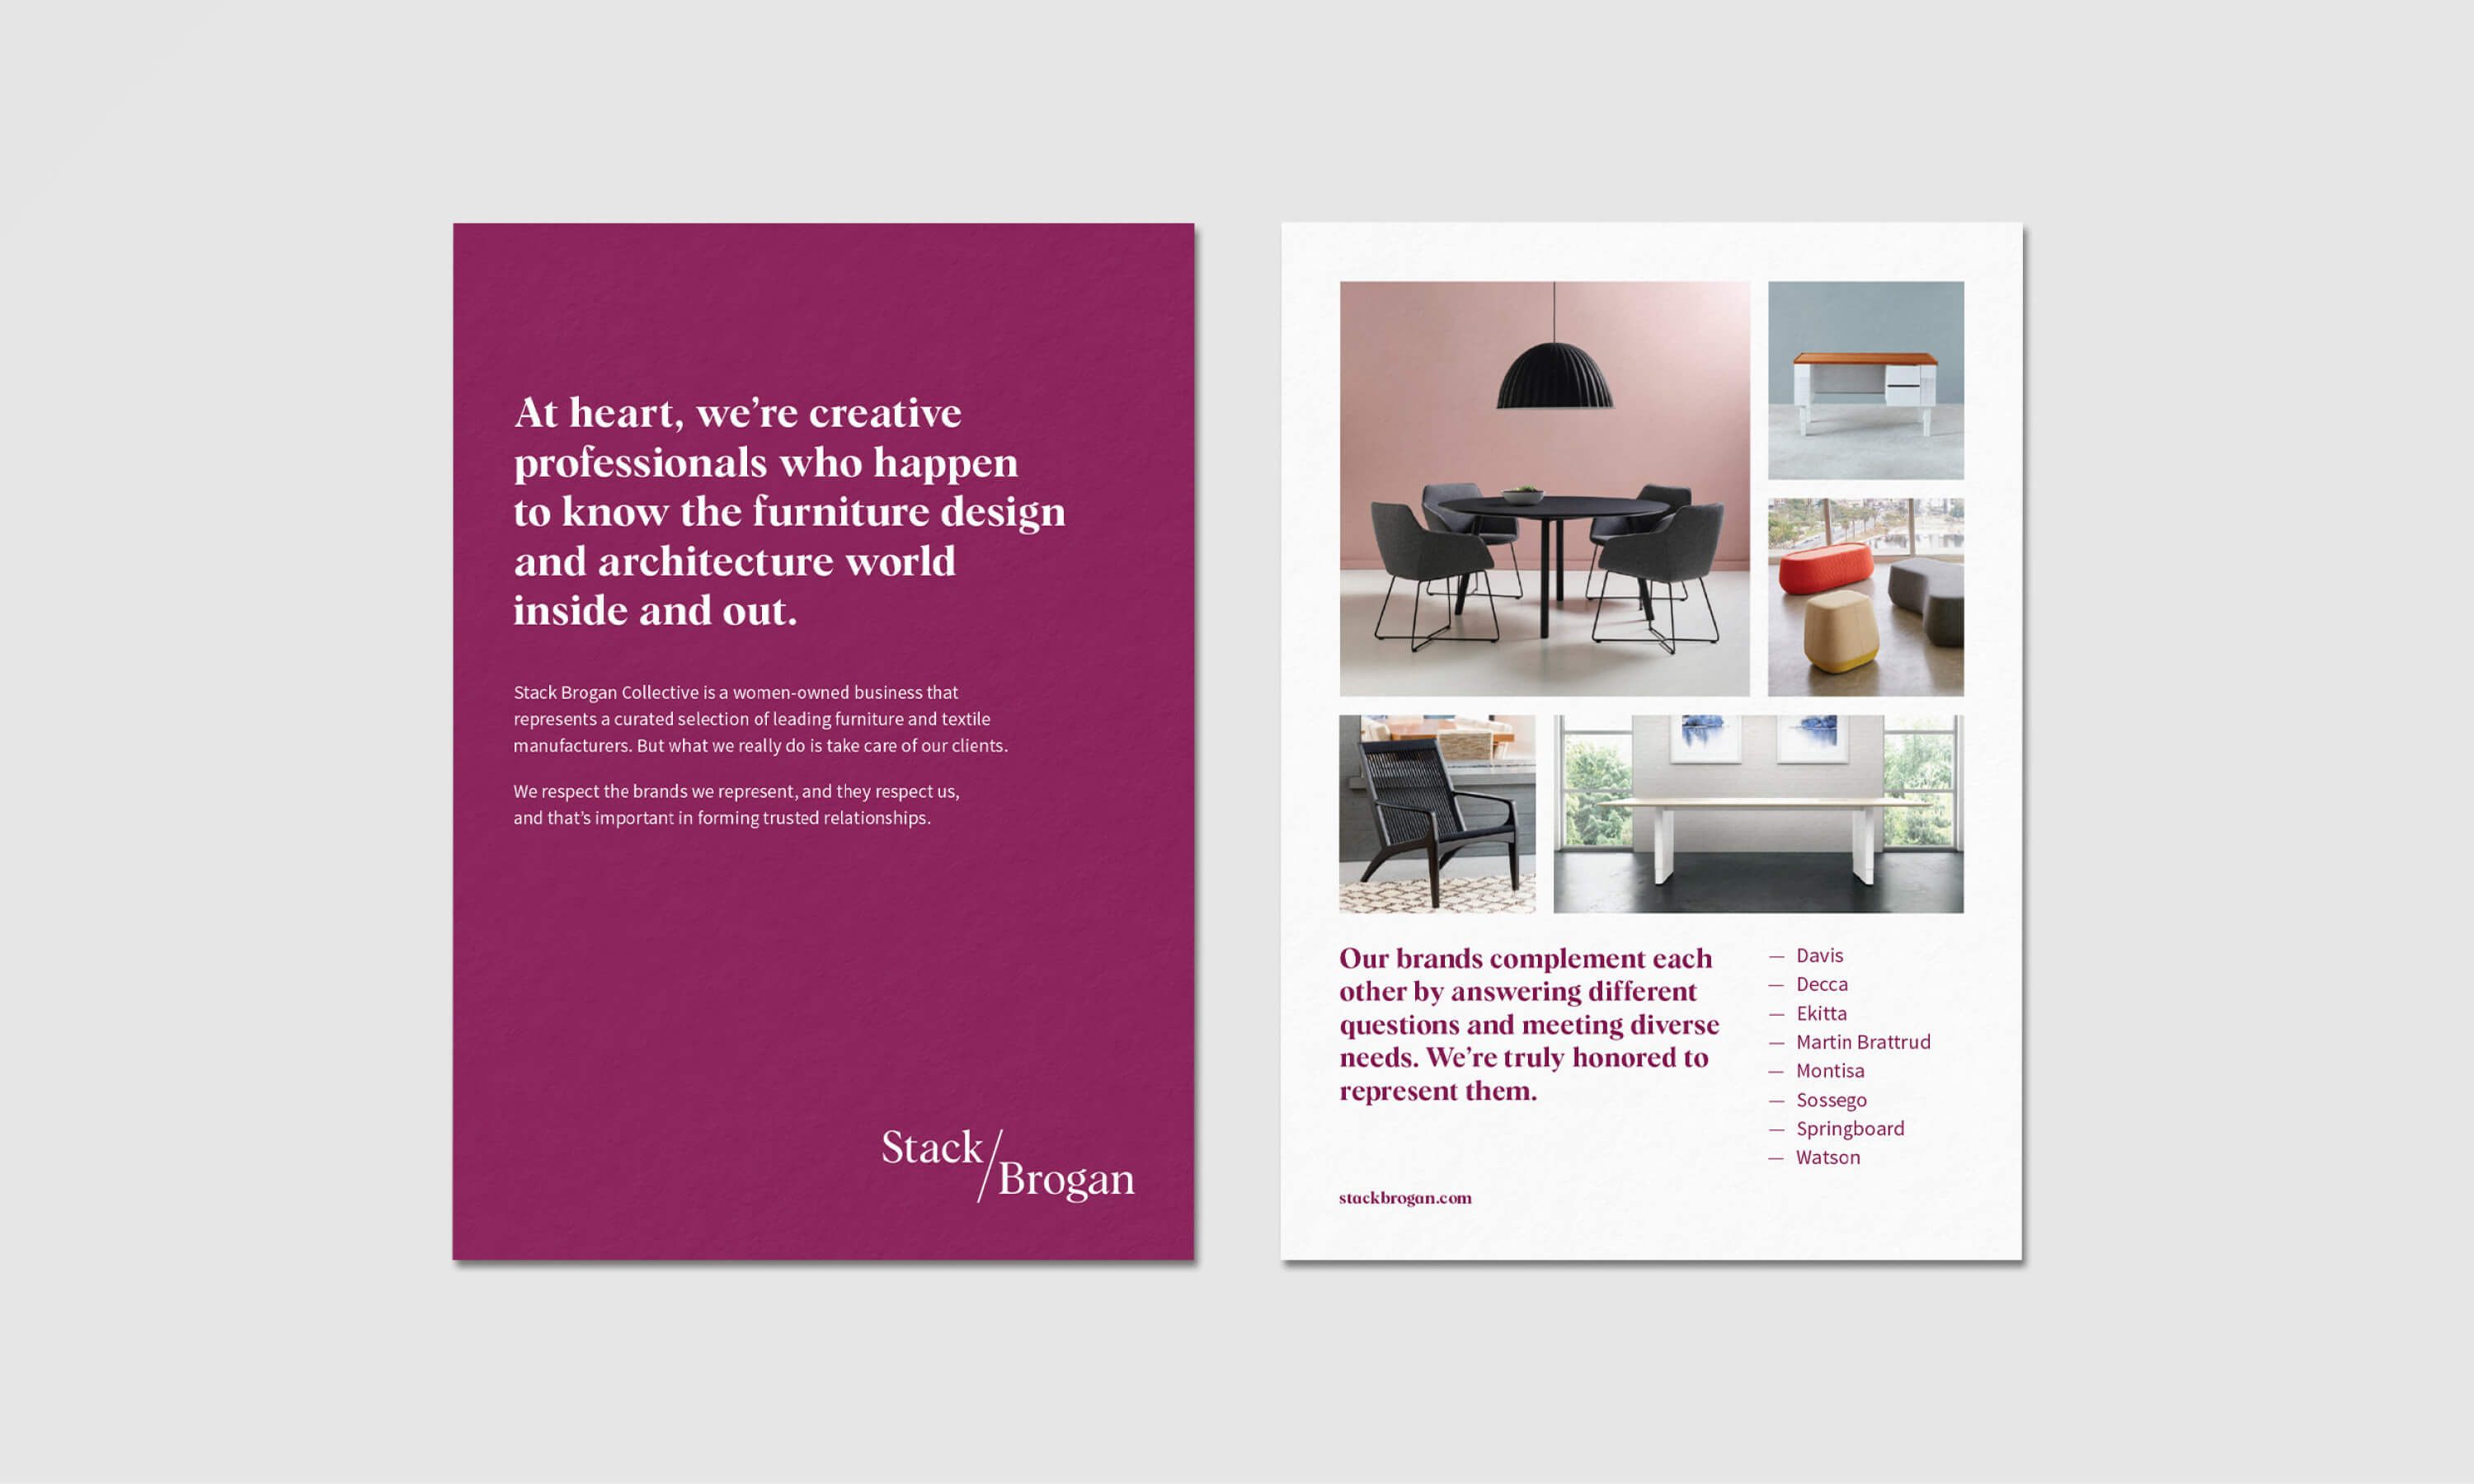 At heart, we're creative
professionals who happen
to know the furniture design
and architecture world
inside and out.
Stack Brogan Collective is a women-owned business that
represents a curated selection of leading furniture and textile
manufacturers. But what we really do is take care of our clients.
We respect the brands we represent, and they respect us,
and that's important in forming trusted relationships.
Stack/
Brogan
Our brands complement each
other by answering different
questions and meeting diverse
needs. We're truly honored to
represent them.
— Davis
— Decca
— Ekitta
— Martin Brattrud
— Montisa
— Sossego
— Springboard
— Watson
stackbrogan.com